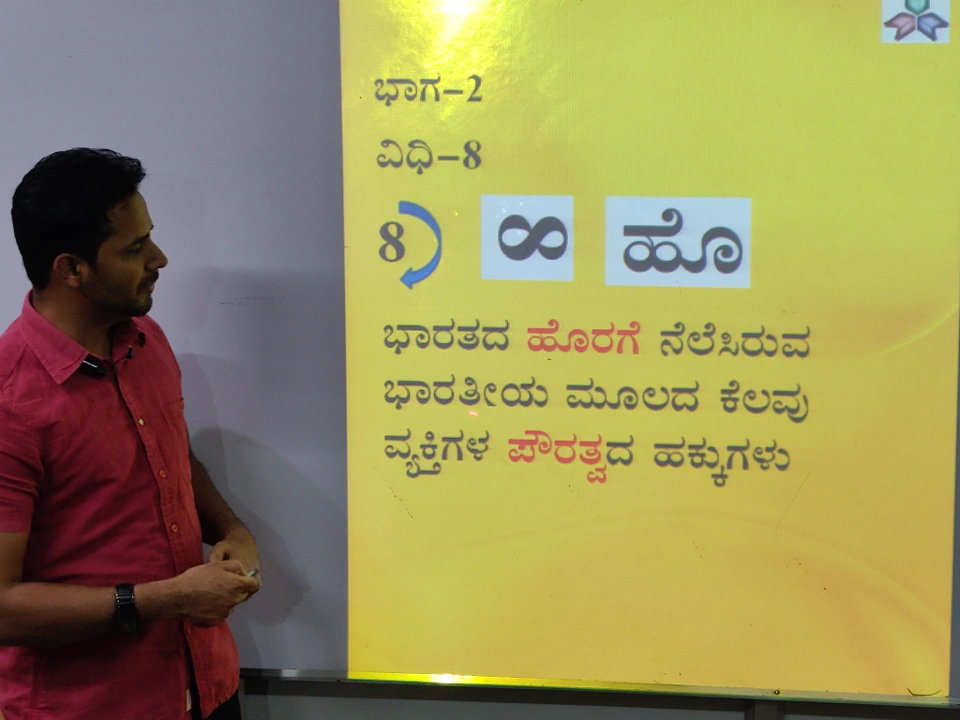 ಭಾಗ–2
ವಿಧಿ–8
8 ಹೊ
ಭಾರತದ ಹೊರಗೆ ನೆಲೆಸಿರುವ
ಭಾರತೀಯ ಮೂಲದ ಕೆಲವು
ವ್ಯಕ್ತಿಗಳ ಪೌರತ್ವದ ಹಕ್ಕುಗಳು